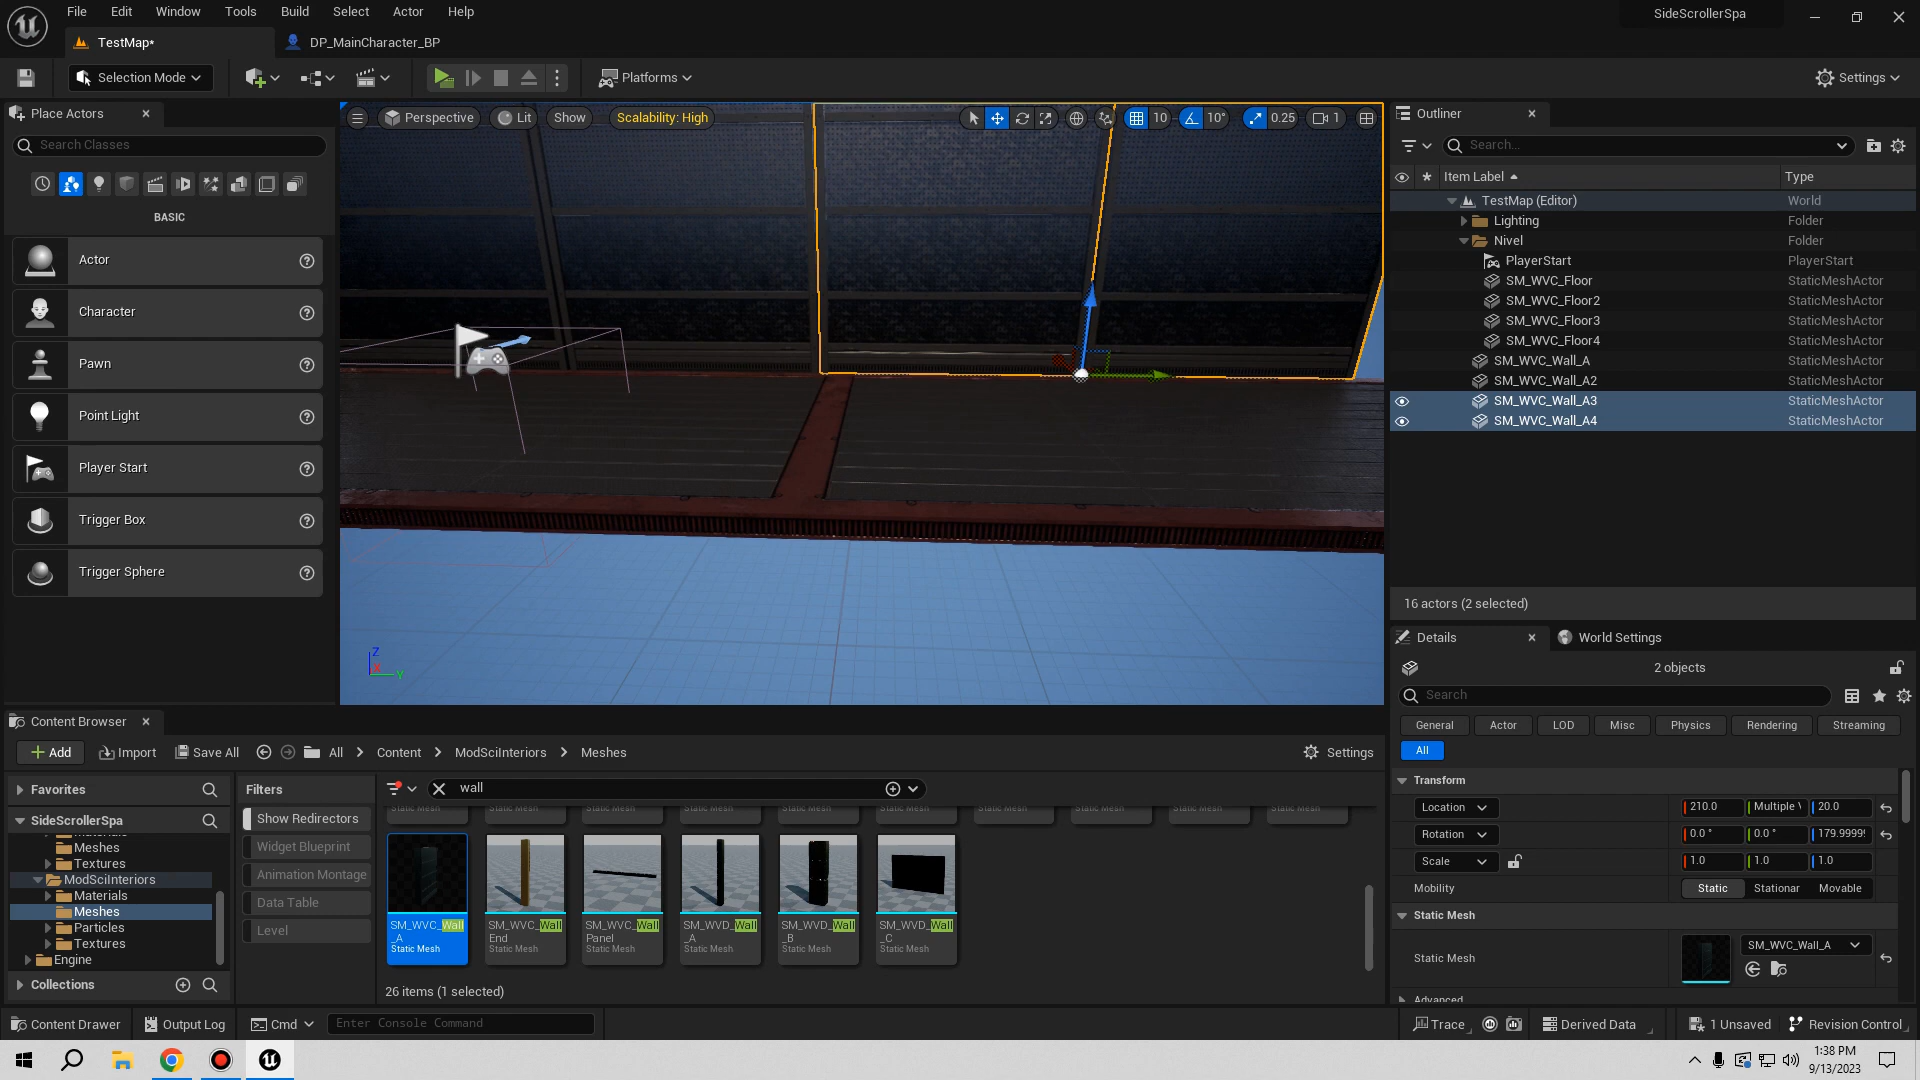 File
Edit
Window
Tools
Build
Select
Actor
Help
SideScrollerSpa
TestMap*
DP_MainCharacter_BP
Selection Mode
Platforms
Settings
Place Actors
Search Classes
BASIC
Actor
Character
Pawn
Point Light
Player Start
Trigger Box
Trigger Sphere
Perspective
Lit
Show
Scalability: High
10
10°
0.25
1
Z
X
Y
Outliner
Search...
Item Label
Type
TestMap (Editor) World
Lighting Folder
Nivel Folder
PlayerStart PlayerStart
SM_WVC_Floor StaticMeshActor
SM_WVC_Floor2 StaticMeshActor
SM_WVC_Floor3 StaticMeshActor
SM_WVC_Floor4 StaticMeshActor
SM_WVC_Wall_A StaticMeshActor
SM_WVC_Wall_A2 StaticMeshActor
SM_WVC_Wall_A3 StaticMeshActor
SM_WVC_Wall_A4 StaticMeshActor
16 actors (2 selected)
Details
World Settings
2 objects
Search
General
Actor
LOD
Misc
Physics
Rendering
Streaming
All
Transform
Location 210.0 Multiple V 20.0
Rotation 0.0° 0.0° 179.9999
Scale 1.0 1.0 1.0
Mobility Static Stationar Movable
Static Mesh
Static Mesh
SM_WVC_Wall_A
Advanced
Content Browser
Add
Import
Save All
All
Content
ModSciInteriors
Meshes
Settings
Favorites
SideScrollerSpa
Materials
Meshes
Textures
ModSciInteriors
Materials
Meshes
Particles
Textures
Engine
Collections
Filters
Show Redirectors
Widget Blueprint
Animation Montage
Data Table
Level
wall
Static Mesh
Static Mesh
Static Mesh
Static Mesh
Static Mesh
Static Mesh
Static Mesh
Static Mesh
Static Mesh
Static Mesh
SM_WVC_Wall
_A
Static Mesh
SM_WVC_Wall
End
Static Mesh
SM_WVC_Wall
Panel
Static Mesh
SM_WVD_Wall
_A
Static Mesh
SM_WVD_Wall
_B
Static Mesh
SM_WVD_Wall
_C
Static Mesh
26 items (1 selected)
Content Drawer
Output Log
Cmd
Enter Console Command
Trace
Derived Data
1 Unsaved
Revision Control
1:38 PM
9/13/2023